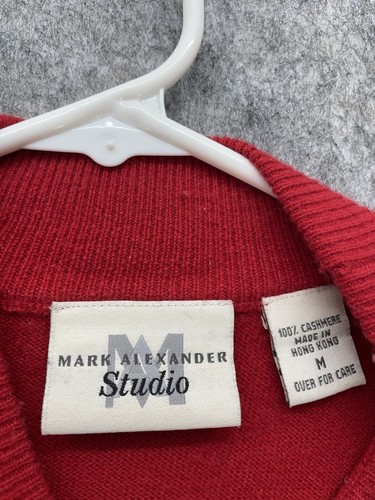 M
MARK ALEXANDER
Studio
100% CASHMERE
MADE IN
HONG KONG
M
OVER FOR CARE